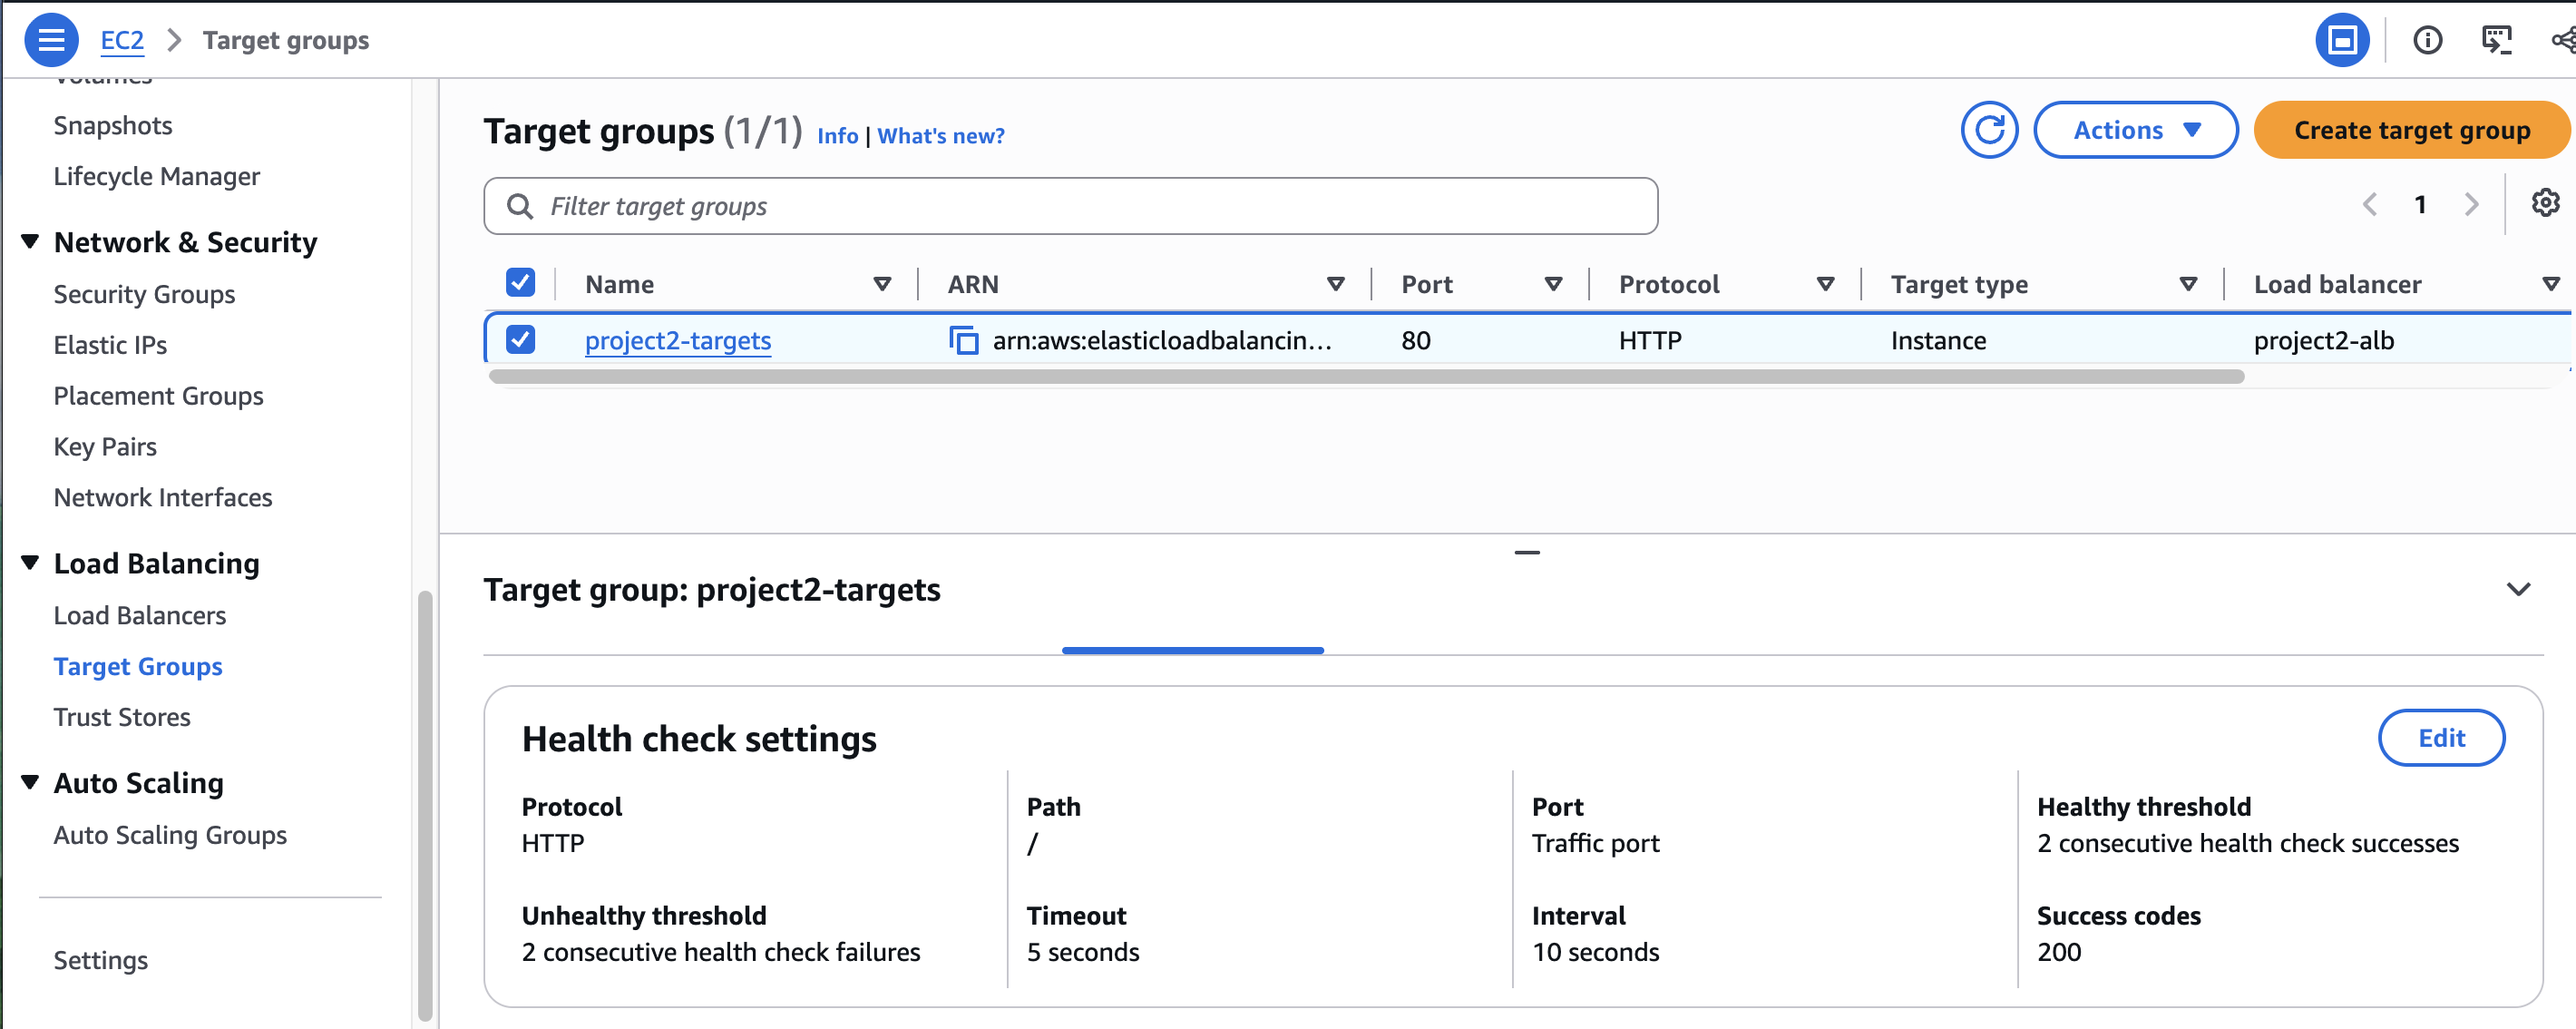 EC2 > Target groups
Volumes
Snapshots
Lifecycle Manager
Network & Security
Security Groups
Elastic IPs
Placement Groups
Key Pairs
Network Interfaces
Load Balancing
Load Balancers
Target Groups
Trust Stores
Auto Scaling
Auto Scaling Groups
Settings
Target groups (1/1) Info | What's new?
Actions
Create target group
Filter target groups
1
Name ARN Port Protocol Target type Load balancer
project2-targets arn:aws:elasticloadbalancin... 80 HTTP Instance project2-alb
Target group: project2-targets
Health check settings
Edit
Protocol
HTTP
Path
/
Port
Traffic port
Healthy threshold
2 consecutive health check successes
Unhealthy threshold
2 consecutive health check failures
Timeout
5 seconds
Interval
10 seconds
Success codes
200